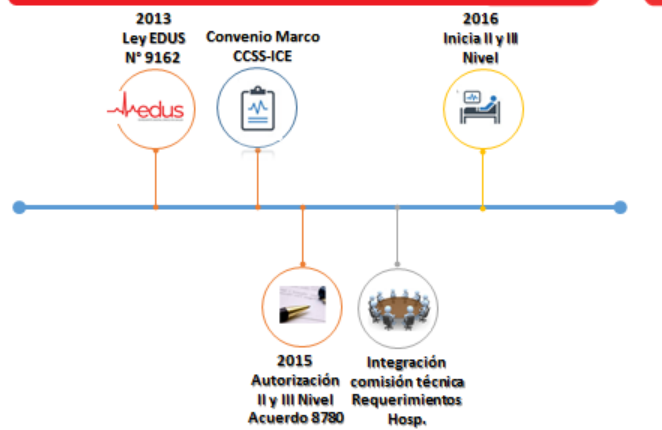 2013
Ley EDUS
N° 9162
edus
Convenio Marco
CCSS-ICE
2016
Inicia II y III
Nivel
2015
Autorización
II y III Nivel
Acuerdo 8780
Integración
comisión técnica
Requerimientos
Hosp.